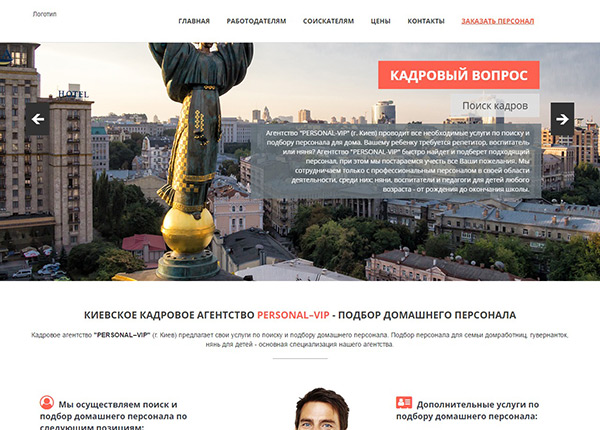 Логотип
ГЛАВНАЯ РАБОТОДАТЕЛЯМ СОИСКАТЕЛЯМ ЦЕНЫ КОНТАКТЫ ЗАКАЗАТЬ ПЕРСОНАЛ
HOTEL
КАДРОВЫЙ ВОПРОС
Поиск кадров
Агентство "PERSONAL-VIP" (г. Киев) проводит все необходимые услуги по поиску и
подбору персонала для дома. Вашему ребенку требуется репетитор, воспитатель
или няня? Агентство "PERSONAL-VIP" быстро найдет и подберет подходящий
персонал, при этом мы постараемся учесть все Ваши пожелания. Мы
сотрудничаем только с профессиональным персоналом в своей области
деятельности, среди них: няни, воспитатели и педагоги для детей любого
возраста - от рождения до окончания школы.
КИЕВСКОЕ КАДРОВОЕ АГЕНТСТВО PERSONAL–VIP - ПОДБОР ДОМАШНЕГО ПЕРСОНАЛА
Кадровое агентство "PERSONAL–VIP" (г. Киев) предлагает свои услуги по поиску и подбору домашнего персонала. Подбор персонала для семьи домработниц, гувернанток,
нянь для детей - основная специализация нашего агентства.
Мы осуществляем поиск и
подбор домашнего персонала по
следующим позициям:
Дополнительные услуги по
подбору домашнего персонала: